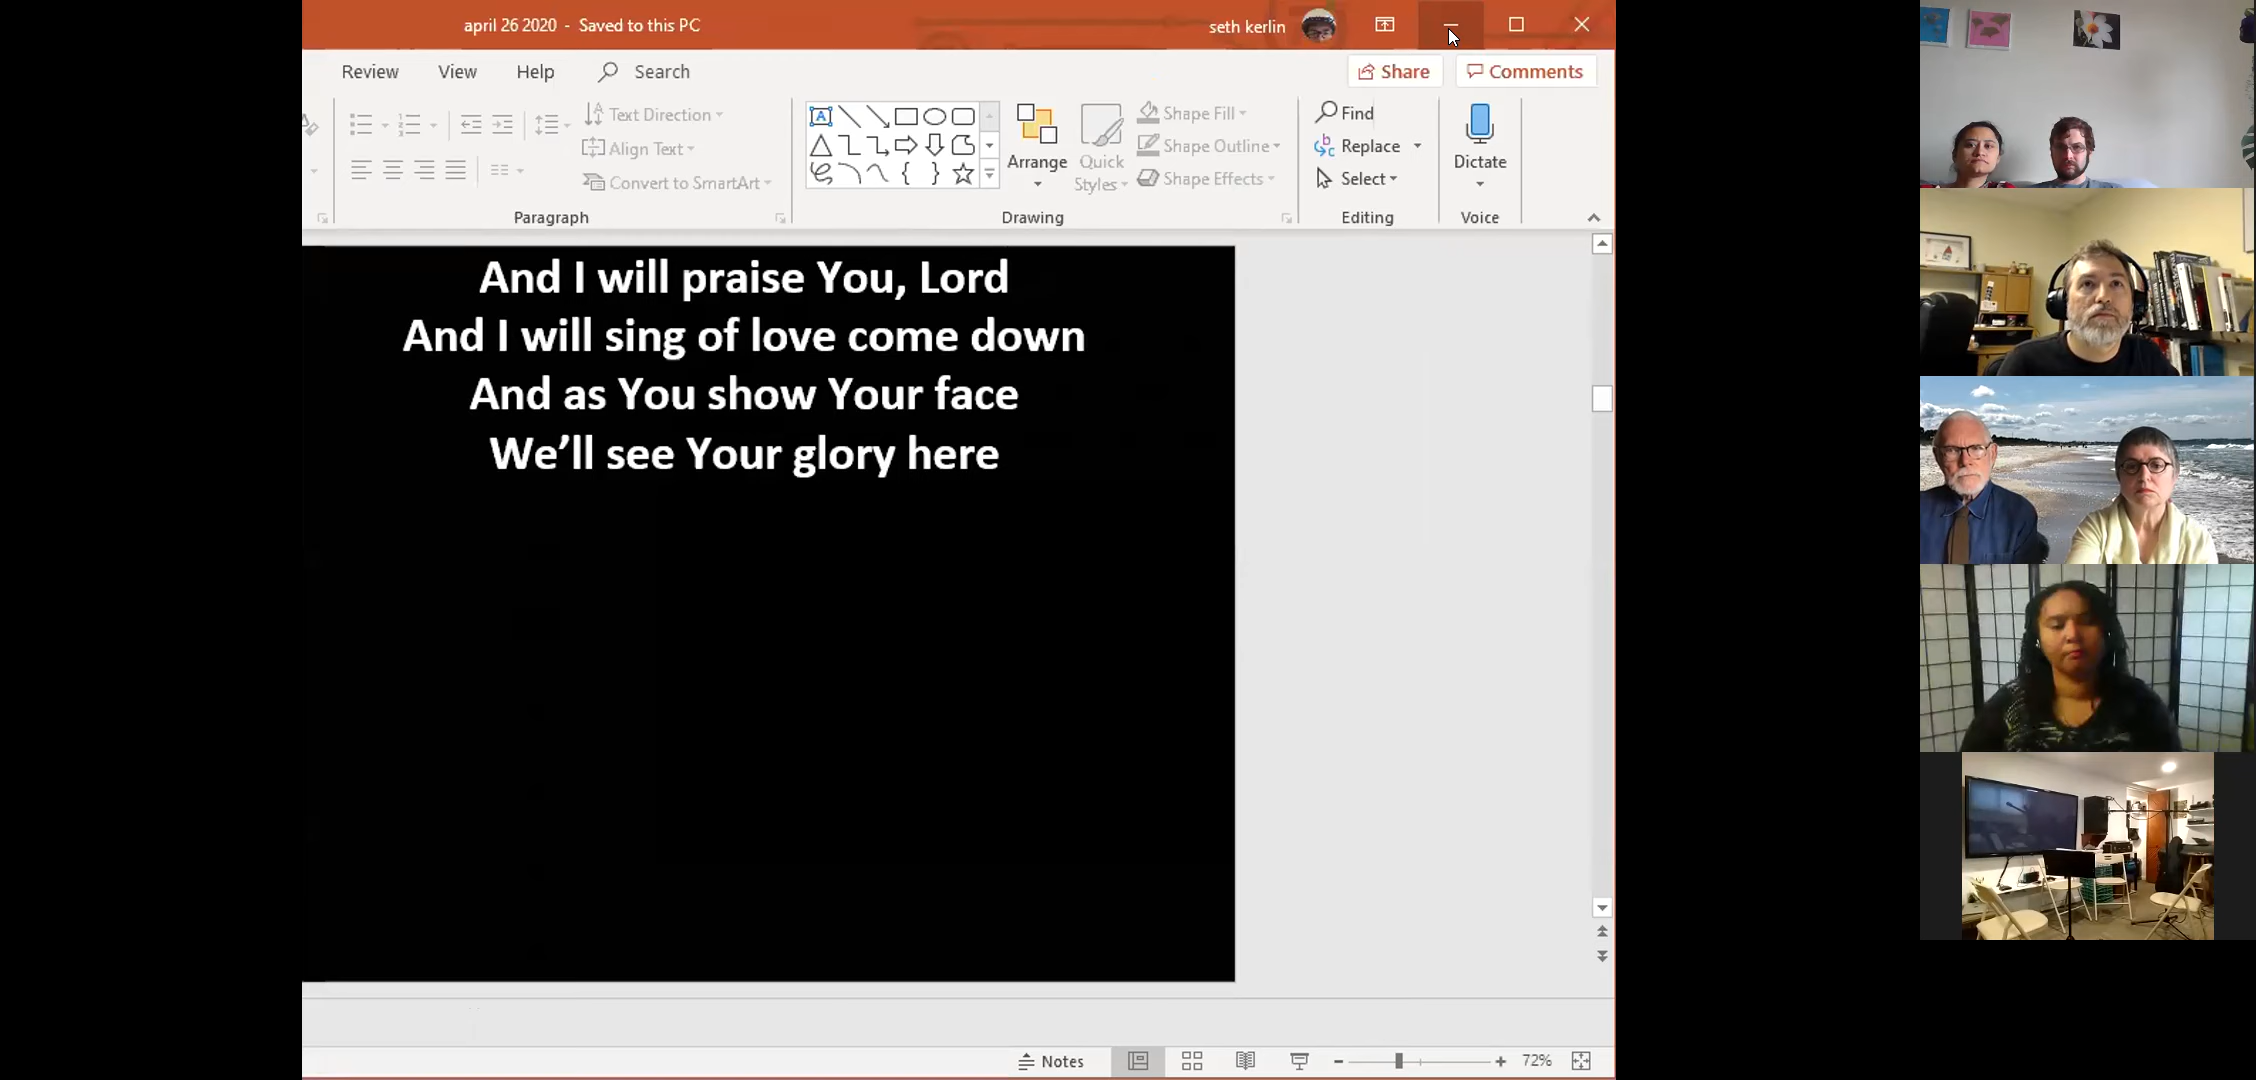 april 26 2020 - Saved to this PC
seth kerlin
Review View Help Search
Share Comments
Text Direction
Align Text
Convert to SmartArt
Paragraph
A
Arrange
Quick Styles
Shape Fill
Shape Outline
Shape Effects
Drawing
Find
Replace
Select
Editing
Dictate
Voice
And I will praise You, Lord
And I will sing of love come down
And as You show Your face
We’ll see Your glory here
Notes
72%